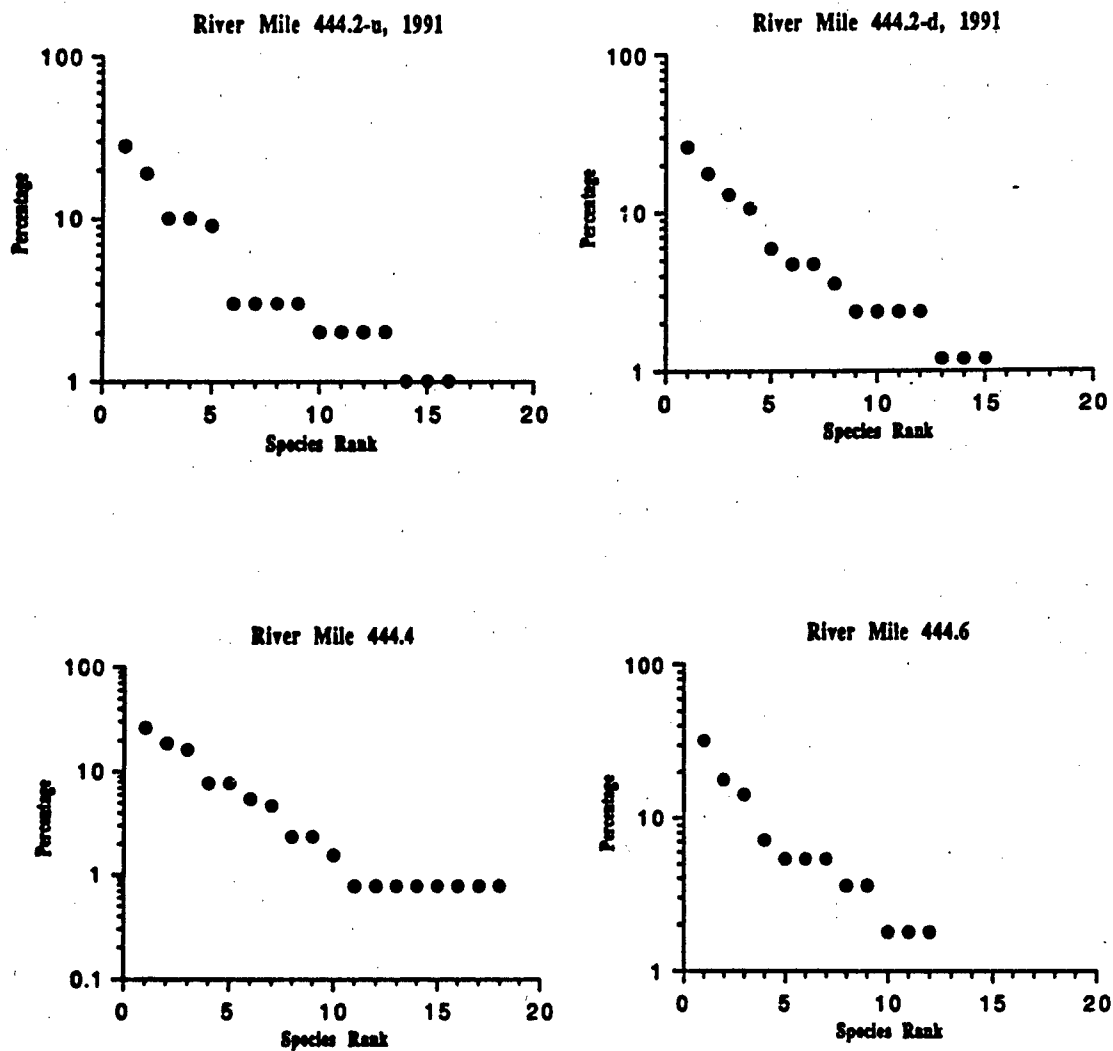 River Mile 444.2-u, 1991
100
10
1
Percentage
0 5 10 15 20
Species Rank
River Mile 444.2-d, 1991
100
10
1
Percentage
0 5 10 15 20
Species Rank
River Mile 444.4
100
10
1
0.1
Percentage
0 5 10 15 20
Species Rank
River Mile 444.6
100
10
1
Percentage
0 5 10 15 20
Species Rank